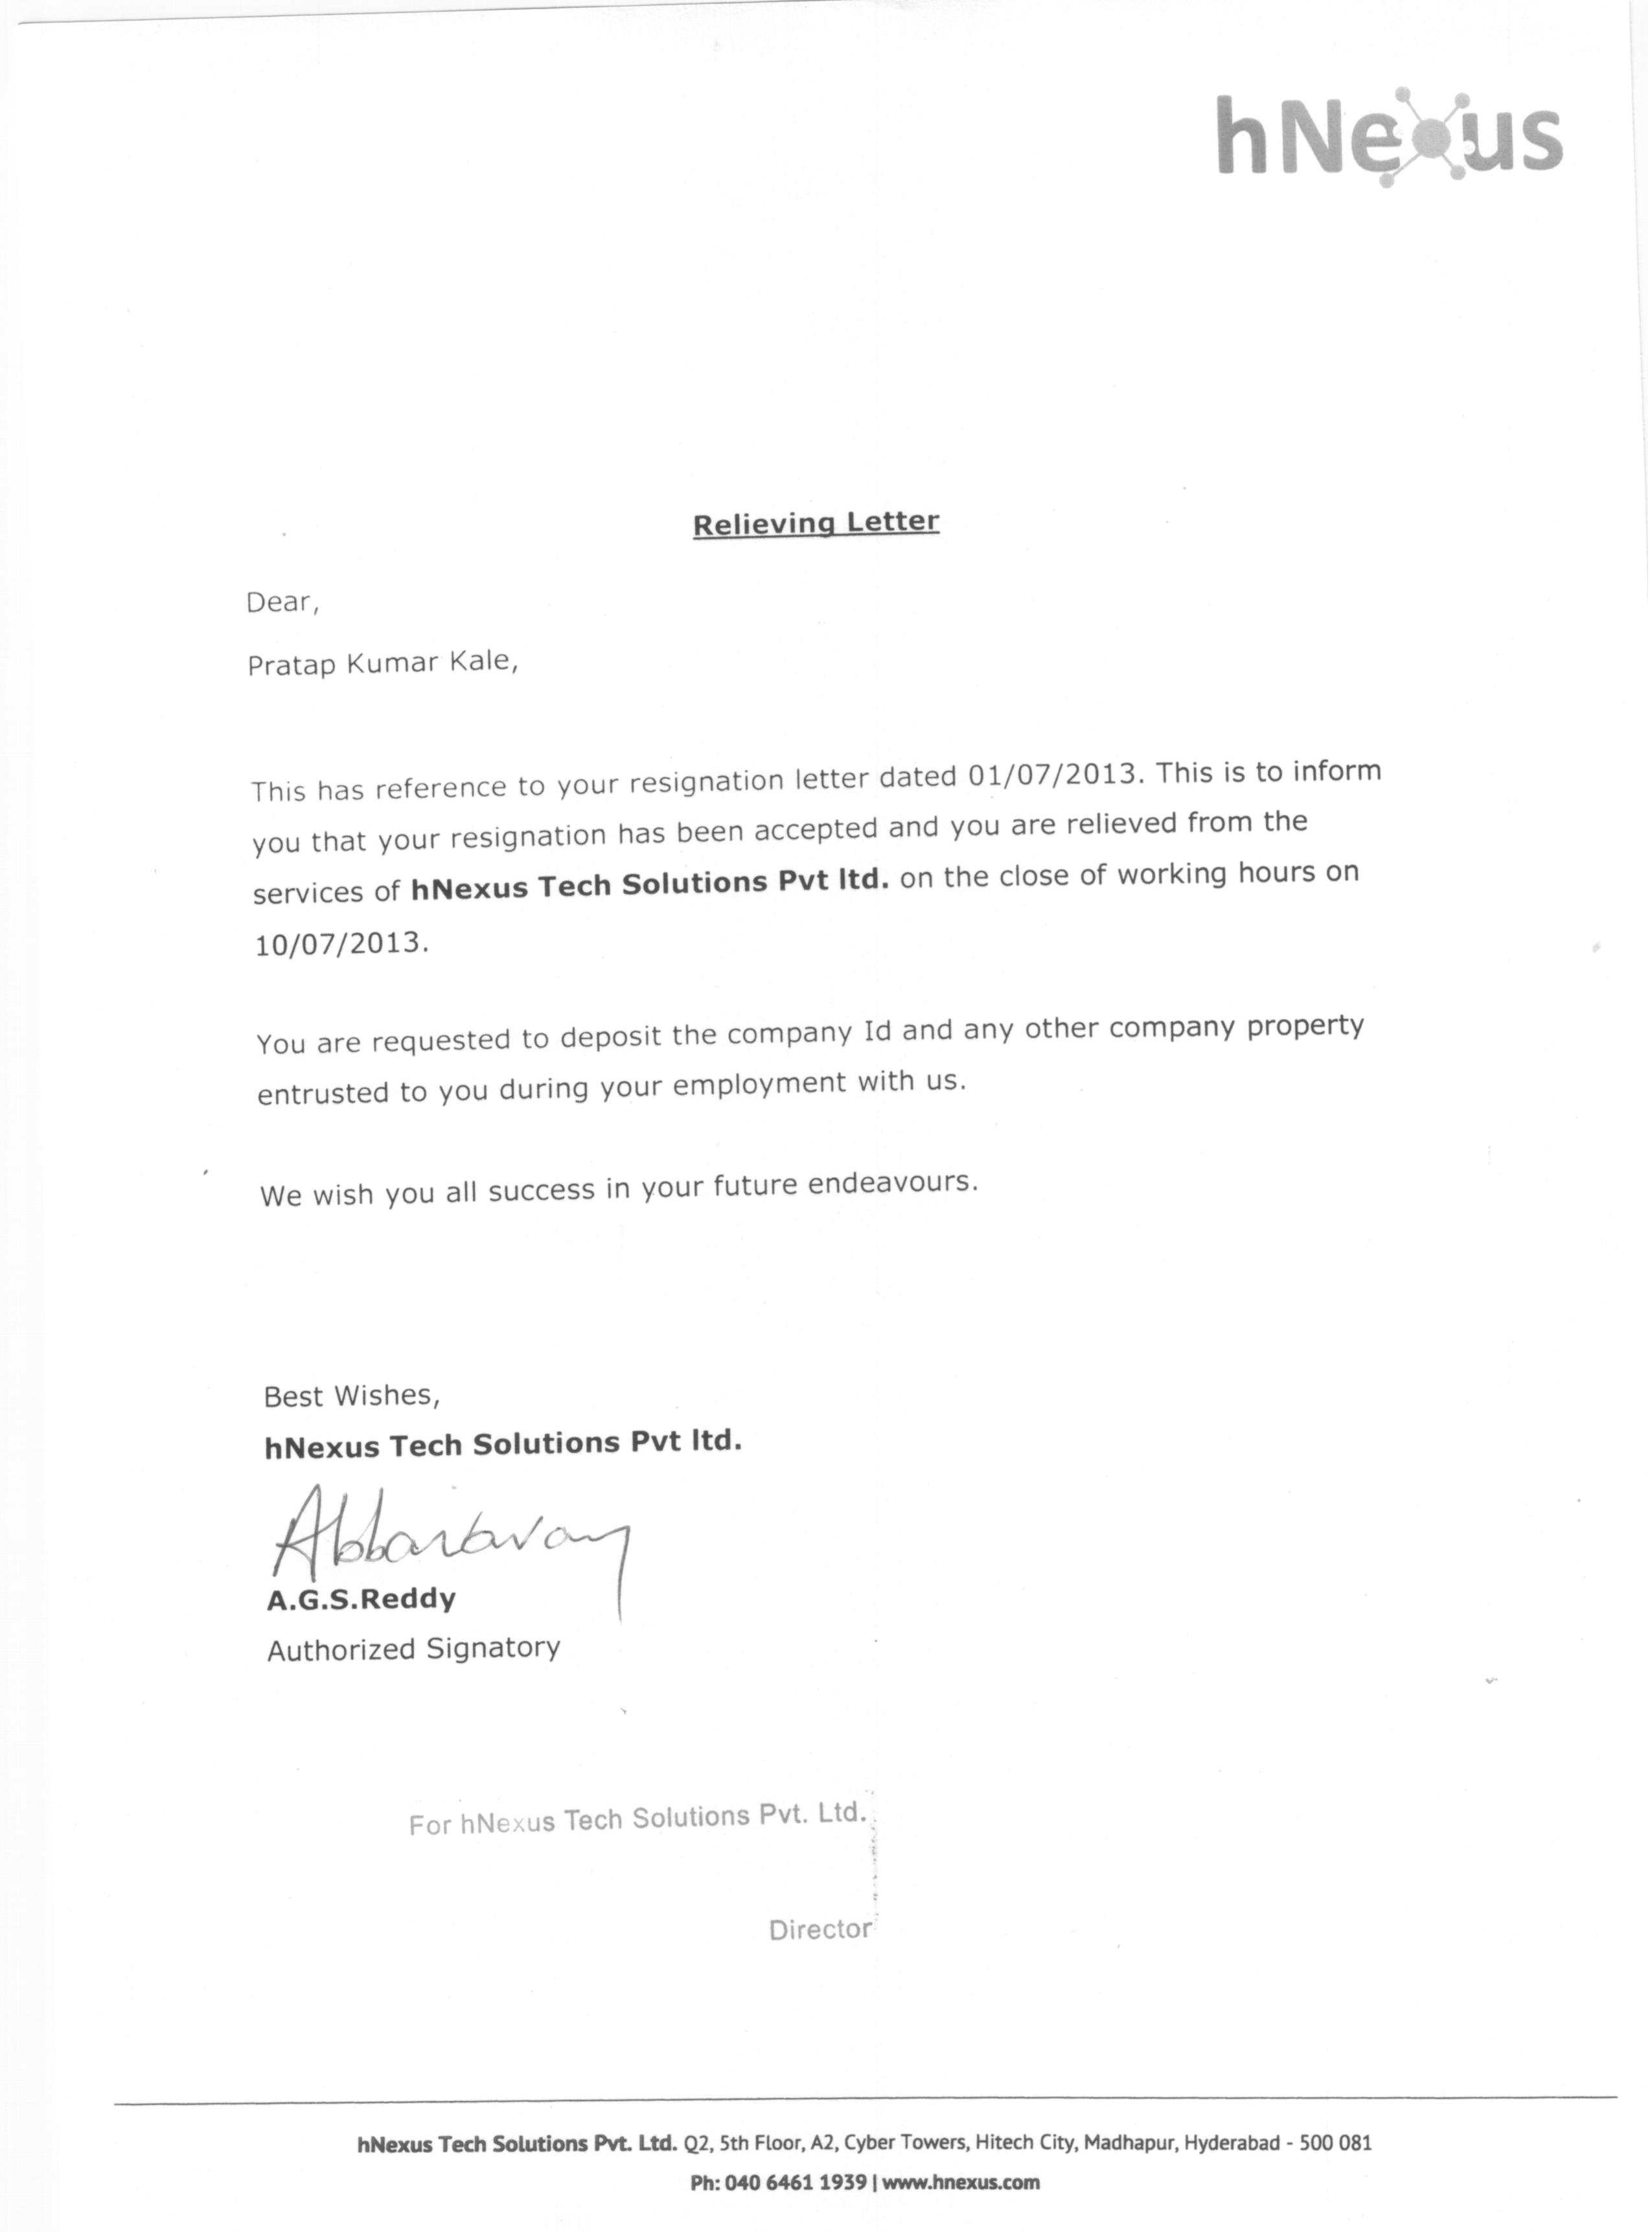 hNexus
Relieving Letter
Dear,
Pratap Kumar Kale,
This has reference to your resignation letter dated 01/07/2013. This is to inform
you that your resignation has been accepted and you are relieved from the
services of hNexus Tech Solutions Pvt ltd. on the close of working hours on
10/07/2013.
You are requested to deposit the company Id and any other company property
entrusted to you during your employment with us.
We wish you all success in your future endeavours.
Best Wishes,
hNexus Tech Solutions Pvt ltd.
A.G.S.Reddy
Authorized Signatory
For hNexus Tech Solutions Pvt. Ltd.
Director
hNexus Tech Solutions Pvt. Ltd. Q2, 5th Floor, A2, Cyber Towers, Hitech City, Madhapur, Hyderabad - 500 081
Ph: 040 6461 1939 | www.hnexus.com